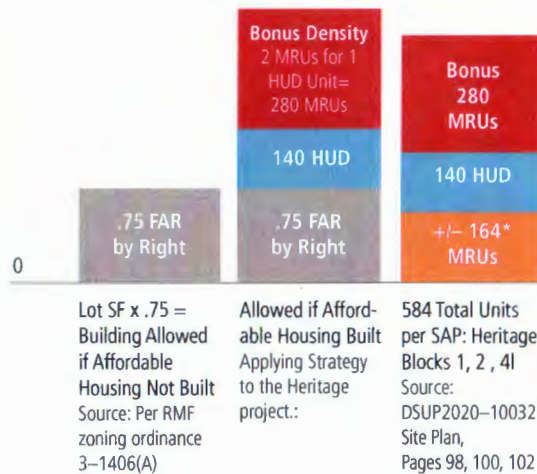 Bonus Density
2 MRUs for 1
HUD Unit=
280 MRUs
140 HUD
.75 FAR
by Right
Bonus
280
MRUs
140 HUD
+/– 164*
MRUs
.75 FAR
by Right
0
Lot SF x .75 =
Building Allowed
if Affordable
Housing Not Built
Source: Per RMF
zoning ordinance
3–1406(A)
Allowed if Afford-
able Housing Built
Applying Strategy
to the Heritage
project.:
584 Total Units
per SAP: Heritage
Blocks 1, 2 , 4l
Source:
DSUP2020–10032
Site Plan,
Pages 98, 100, 102